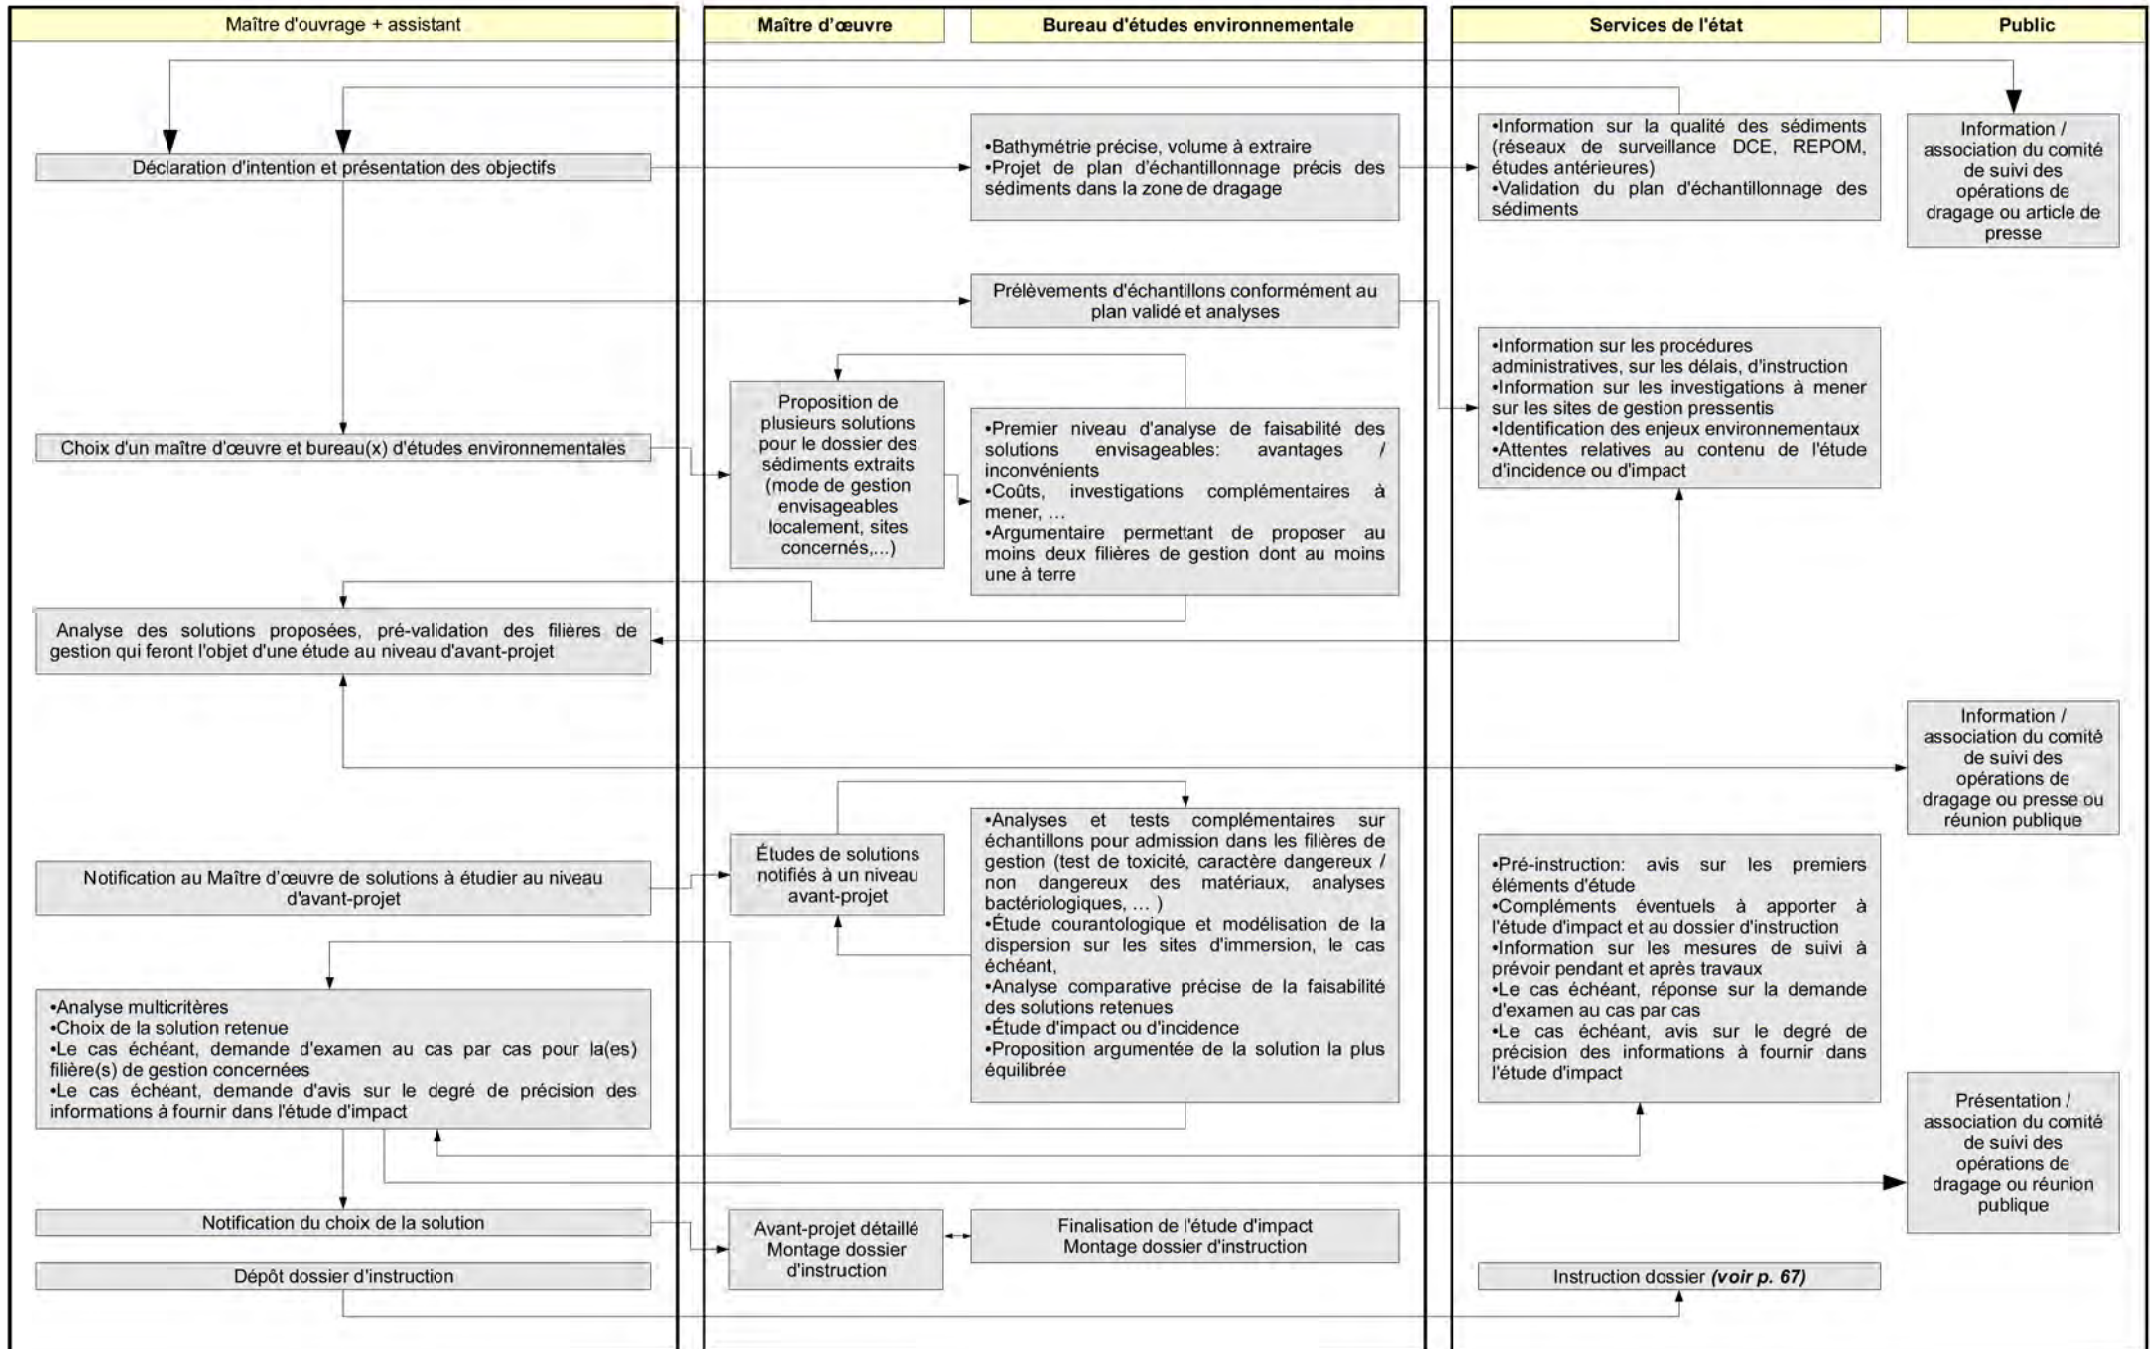 Maître d'ouvrage + assistant
Maître d'œuvre
Bureau d'études environnementale
Services de l'état
Public
Déclaration d'intention et présentation des objectifs
•Bathymétrie précise, volume à extraire
•Projet de plan d'échantillonnage précis des
sédiments dans la zone de dragage
•Information sur la qualité des sédiments
(réseaux de surveillance DCE, REPOM,
études antérieures)
•Validation du plan d'échantillonnage des
sédiments
Information /
association du comité
de suivi des
opérations de
dragage ou article de
presse
Prélèvements d'échantillons conformément au
plan validé et analyses
•Information sur les procédures
administratives, sur les délais, d'instruction
•Information sur les investigations à mener
sur les sites de gestion pressentis
•Identification des enjeux environnementaux
•Attentes relatives au contenu de l'étude
d'incidence ou d'impact
Choix d'un maître d'œuvre et bureau(x) d'études environnementales
Proposition de
plusieurs solutions
pour le dossier des
sédiments extraits
(mode de gestion
envisageables
localement, sites
concernés,...)
•Premier niveau d'analyse de faisabilité des
solutions envisageables: avantages /
inconvénients
•Coûts, investigations complémentaires à
mener, ...
•Argumentaire permettant de proposer au
moins deux filières de gestion dont au moins
une à terre
Analyse des solutions proposées, pré-validation des filières de
gestion qui feront l'objet d'une étude au niveau d'avant-projet
Information /
association du comité
de suivi des
opérations de
dragage ou presse ou
réunion publique
Notification au Maître d'œuvre de solutions à étudier au niveau
d'avant-projet
Études de solutions
notifiés à un niveau
avant-projet
•Analyses et tests complémentaires sur
échantillons pour admission dans les filières de
gestion (test de toxicité, caractère dangereux /
non dangereux des matériaux, analyses
bactériologiques, ... )
•Étude courantologique et modélisation de la
dispersion sur les sites d'immersion, le cas
échéant,
•Analyse comparative précise de la faisabilité
des solutions retenues
•Étude d'impact ou d'incidence
•Proposition argumentée de la solution la plus
équilibrée
•Pré-instruction: avis sur les premiers
éléments d'étude
•Compléments éventuels à apporter à
l'étude d'impact et au dossier d'instruction
•Information sur les mesures de suivi à
prévoir pendant et après travaux
•Le cas échéant, réponse sur la demande
d'examen au cas par cas
•Le cas échéant, avis sur le degré de
précision des informations à fournir dans
l'étude d'impact
•Analyse multicritères
•Choix de la solution retenue
•Le cas échéant, demande d'examen au cas par cas pour la(es)
filière(s) de gestion concernées
•Le cas échéant, demande d'avis sur le degré de précision des
informations à fournir dans l'étude d'impact
Présentation /
association du comité
de suivi des
opérations de
dragage ou réunion
publique
Notification du choix de la solution
Avant-projet détaillé
Montage dossier
d'instruction
Finalisation de l'étude d'impact
Montage dossier d'instruction
Dépôt dossier d'instruction
Instruction dossier (voir p. 67)